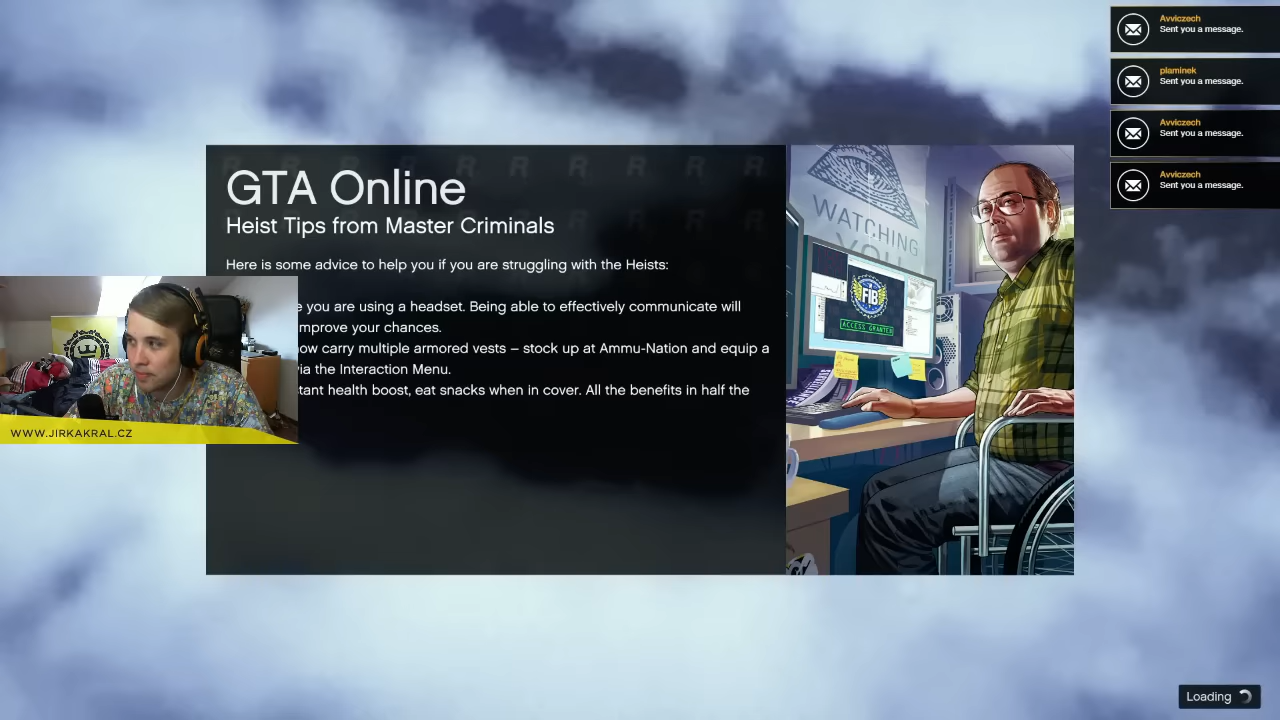 Avviczech
Sent you a message.
plaminek
Sent you a message.
Avviczech
Sent you a message.
Avviczech
Sent you a message.
GTA Online
Heist Tips from Master Criminals
Here is some advice to help you if you are struggling with the Heists:
you are using a headset. Being able to effectively communicate will
improve your chances.
carry multiple armored vests – stock up at Ammu-Nation and equip a
via the Interaction Menu.
health boost, eat snacks when in cover. All the benefits in half the
WATCHING
YOU
FIB
ACCESS GRANTED
WWW.JIRKAKRAL.CZ
Loading